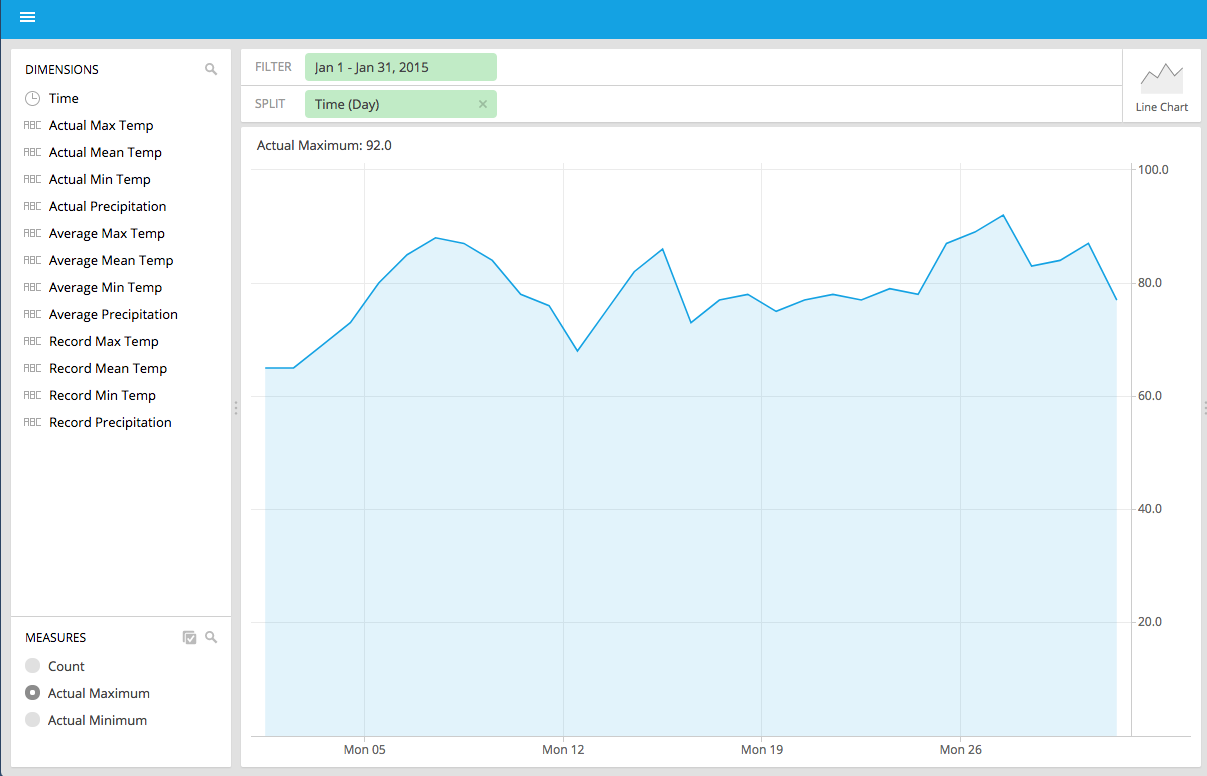 DIMENSIONS
Time
ABC Actual Max Temp
ABC Actual Mean Temp
ABC Actual Min Temp
ABC Actual Precipitation
ABC Average Max Temp
ABC Average Mean Temp
ABC Average Min Temp
ABC Average Precipitation
ABC Record Max Temp
ABC Record Mean Temp
ABC Record Min Temp
ABC Record Precipitation
MEASURES
Count
Actual Maximum
Actual Minimum
FILTER Jan 1 - Jan 31, 2015
SPLIT Time (Day)
Line Chart
Actual Maximum: 92.0
100.0
80.0
60.0
40.0
20.0
Mon 05 Mon 12 Mon 19 Mon 26